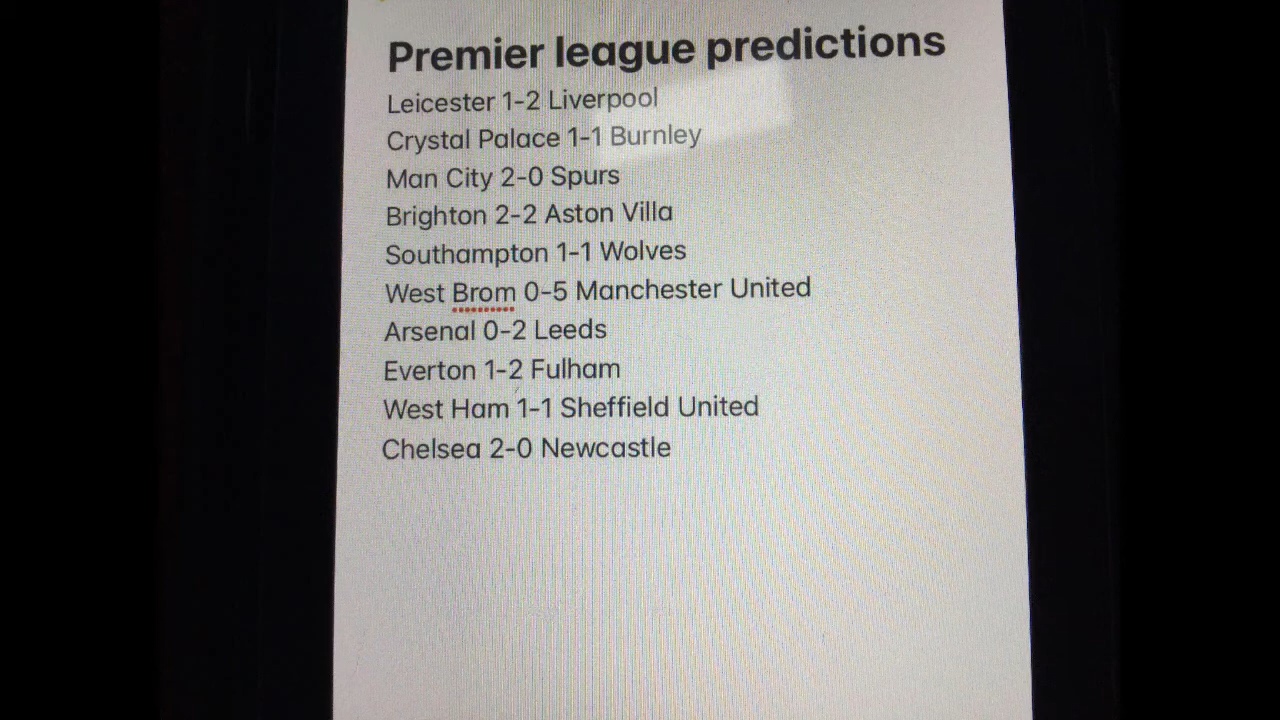 Premier league predictions
Leicester 1-2 Liverpool
Crystal Palace 1-1 Burnley
Man City 2-0 Spurs
Brighton 2-2 Aston Villa
Southampton 1-1 Wolves
West Brom 0-5 Manchester United
Arsenal 0-2 Leeds
Everton 1-2 Fulham
West Ham 1-1 Sheffield United
Chelsea 2-0 Newcastle